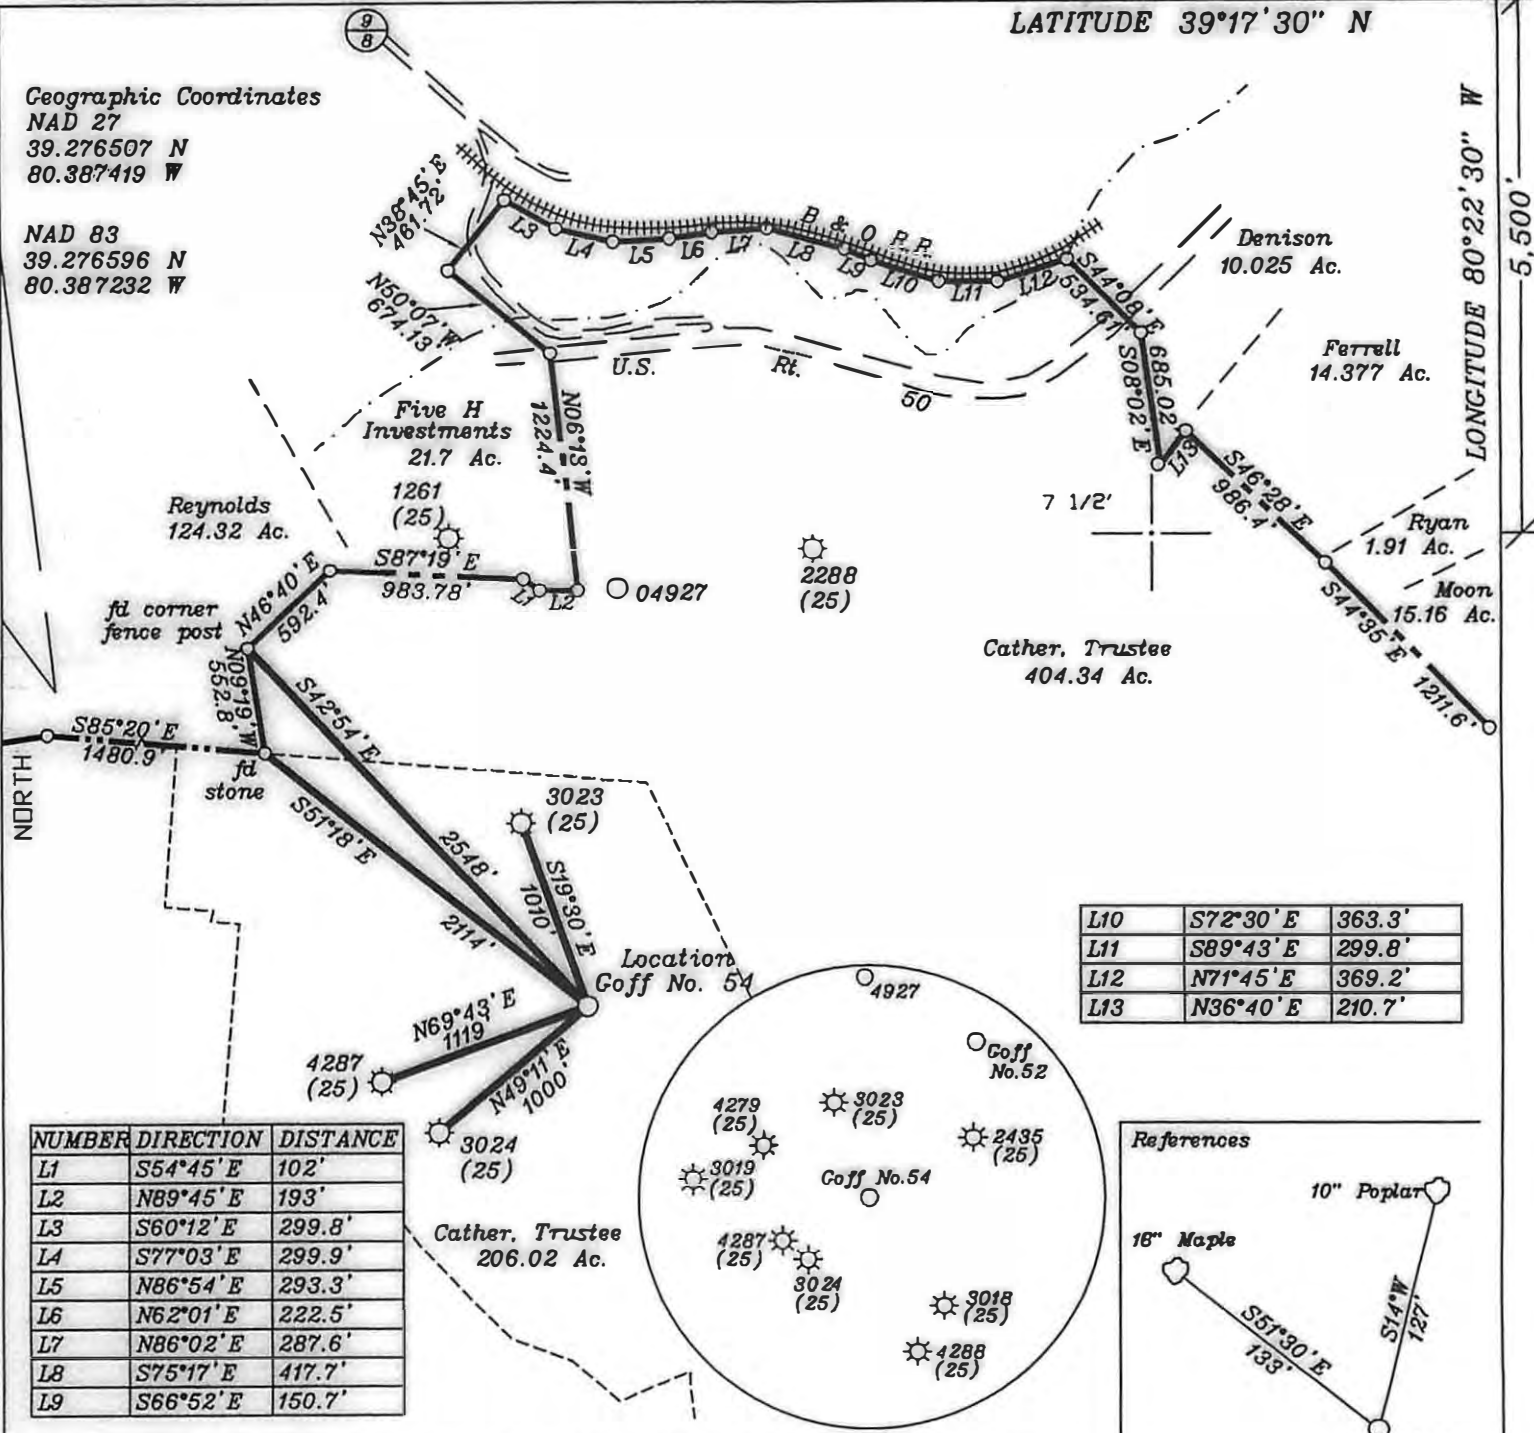 9
8
LATITUDE 39°17'30" N
Geographic Coordinates
NAD 27
39.276507 N
80.387419 W
NAD 83
39.276596 N
80.387232 W
LONGITUDE 80°22'30" W
5,500'
N38°45'E
461.72'
L3
L4
L5
L6
L7
L8
L9
L10
L11
L12
B & O R.R.
S44°08'E
534.61'
Denison
10.025 Ac.
N50°07'W
674.13'
U.S. Rt. 50
S08°02'E
685.02'
Ferrell
14.377 Ac.
Five H
Investments
21.7 Ac.
N06°13'W
1224.4'
L13
S46°28'E
986.4'
1261
(25)
Reynolds
124.32 Ac.
7 1/2'
Ryan
1.91 Ac.
S87°19'E
983.78'
L1
L2
04927
2288
(25)
Moon
15.16 Ac.
S44°35'E
1211.6'
N46°40'E
592.4'
fd corner
fence post
Cather, Trustee
404.34 Ac.
N09°19'W
552.8'
S42°54'E
2548'
S85°20'E
1480.9'
NORTH
fd
stone
S51°18'E
2114'
3023
(25)
S19°30'E
1010'
Location
Goff No. 54
N69°43'E
1119'
4287
(25)
N49°11'E
1000'
3024
(25)
L10 S72°30'E 363.3'
L11 S89°43'E 299.8'
L12 N71°45'E 369.2'
L13 N36°40'E 210.7'
4927
Goff
No.52
4279
(25)
3023
(25)
2435
(25)
3019
(25)
Goff No.54
4287
(25)
3024
(25)
3018
(25)
4288
(25)
NUMBER DIRECTION DISTANCE
L1 S54°45'E 102'
L2 N89°45'E 193'
L3 S60°12'E 299.8'
L4 S77°03'E 299.9'
L5 N86°54'E 293.3'
L6 N62°01'E 222.5'
L7 N86°02'E 287.6'
L8 S75°17'E 417.7'
L9 S66°52'E 150.7'
Cather, Trustee
206.02 Ac.
References
10" Poplar
16" Maple
S14°W
127'
S51°30'E
133'